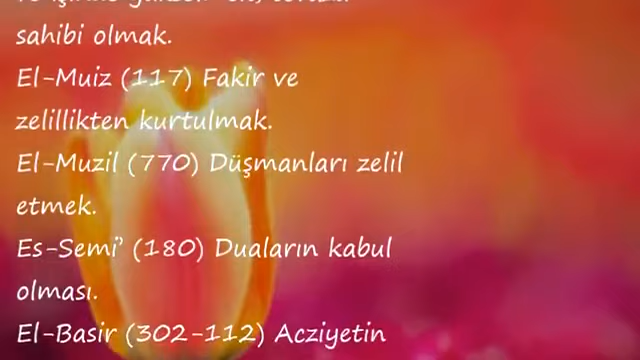 sahibi olmak.
El-Muiz (117) Fakir ve
zelillikten kurtulmak.
El-Muzil (770) Düşmanları zelil
etmek.
Es-Semi' (180) Duaların kabul
olması.
El-Basir (302-112) Acziyetin